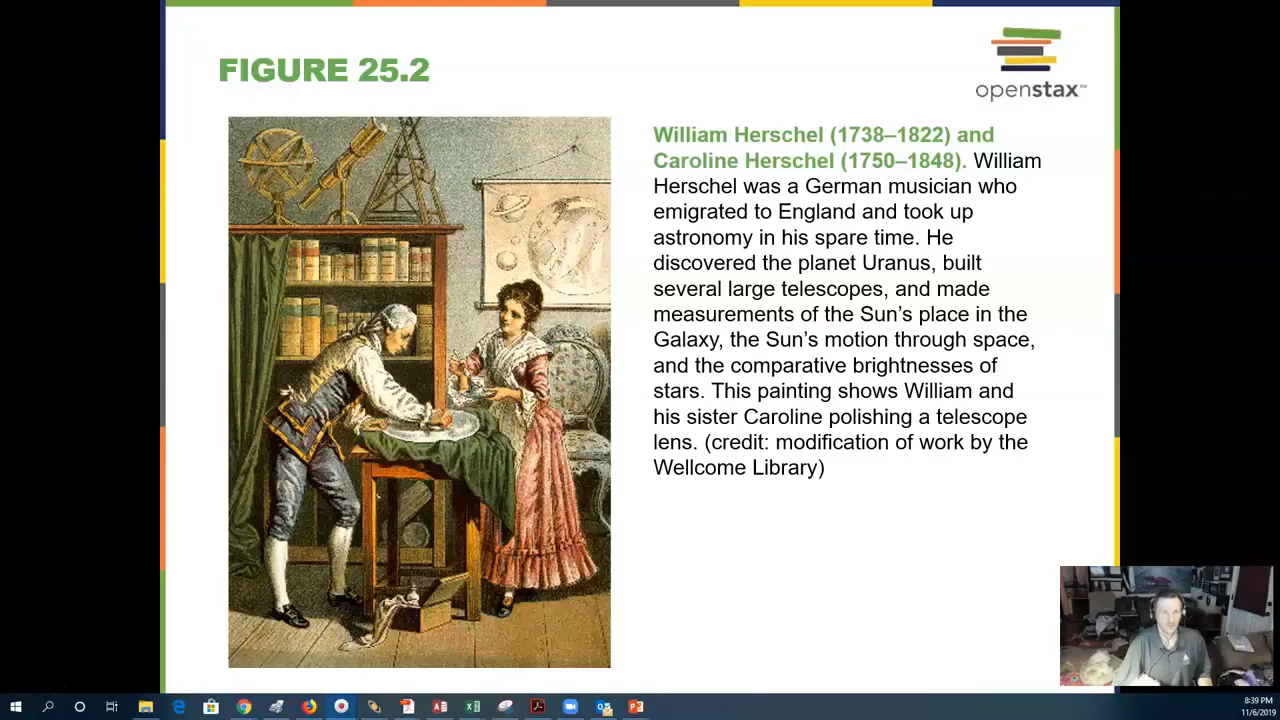 FIGURE 25.2
openstax™
William Herschel (1738–1822) and
Caroline Herschel (1750–1848). William
Herschel was a German musician who
emigrated to England and took up
astronomy in his spare time. He
discovered the planet Uranus, built
several large telescopes, and made
measurements of the Sun’s place in the
Galaxy, the Sun’s motion through space,
and the comparative brightnesses of
stars. This painting shows William and
his sister Caroline polishing a telescope
lens. (credit: modification of work by the
Wellcome Library)
8:39 PM
11/6/2019